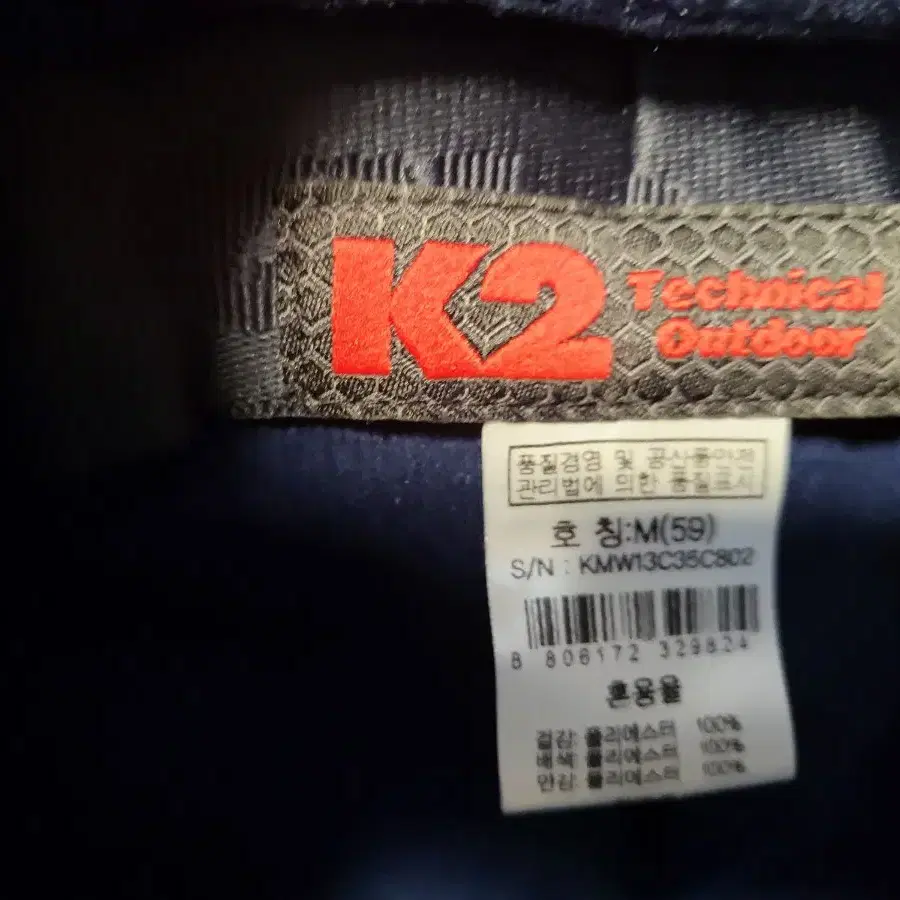 K2
Technical
Outdoor
품질경영 및 공산품안전
관리법에 의한 품질표시
호 칭:M(59)
S/N : KMW13C35C802
8 806172 329824
혼용율
겉감: 폴리에스터 100%
배색: 폴리에스터 100%
안감: 폴리에스터 100%